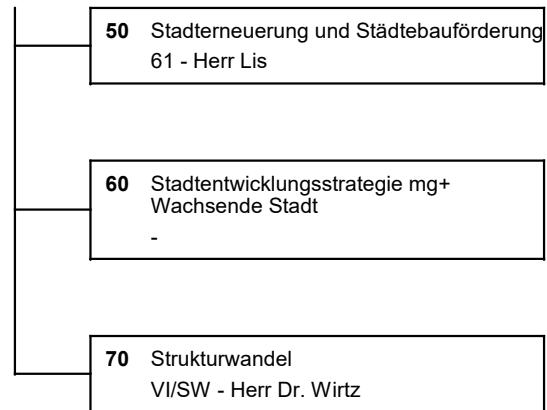 50 Stadterneuerung und Städtebauförderung
61 - Herr Lis
60 Stadtentwicklungsstrategie mg+
Wachsende Stadt
-
70 Strukturwandel
VI/SW - Herr Dr. Wirtz